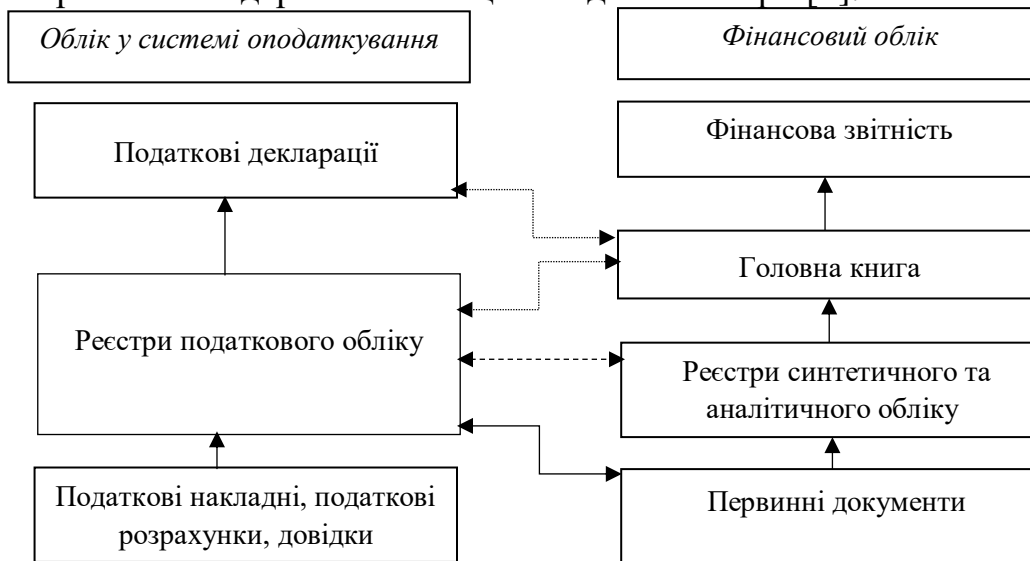 Облік у системі оподаткування
Фінансовий облік
Податкові декларації
Фінансова звітність
Головна книга
Реєстри податкового обліку
Реєстри синтетичного та
аналітичного обліку
Податкові накладні, податкові
розрахунки, довідки
Первинні документи